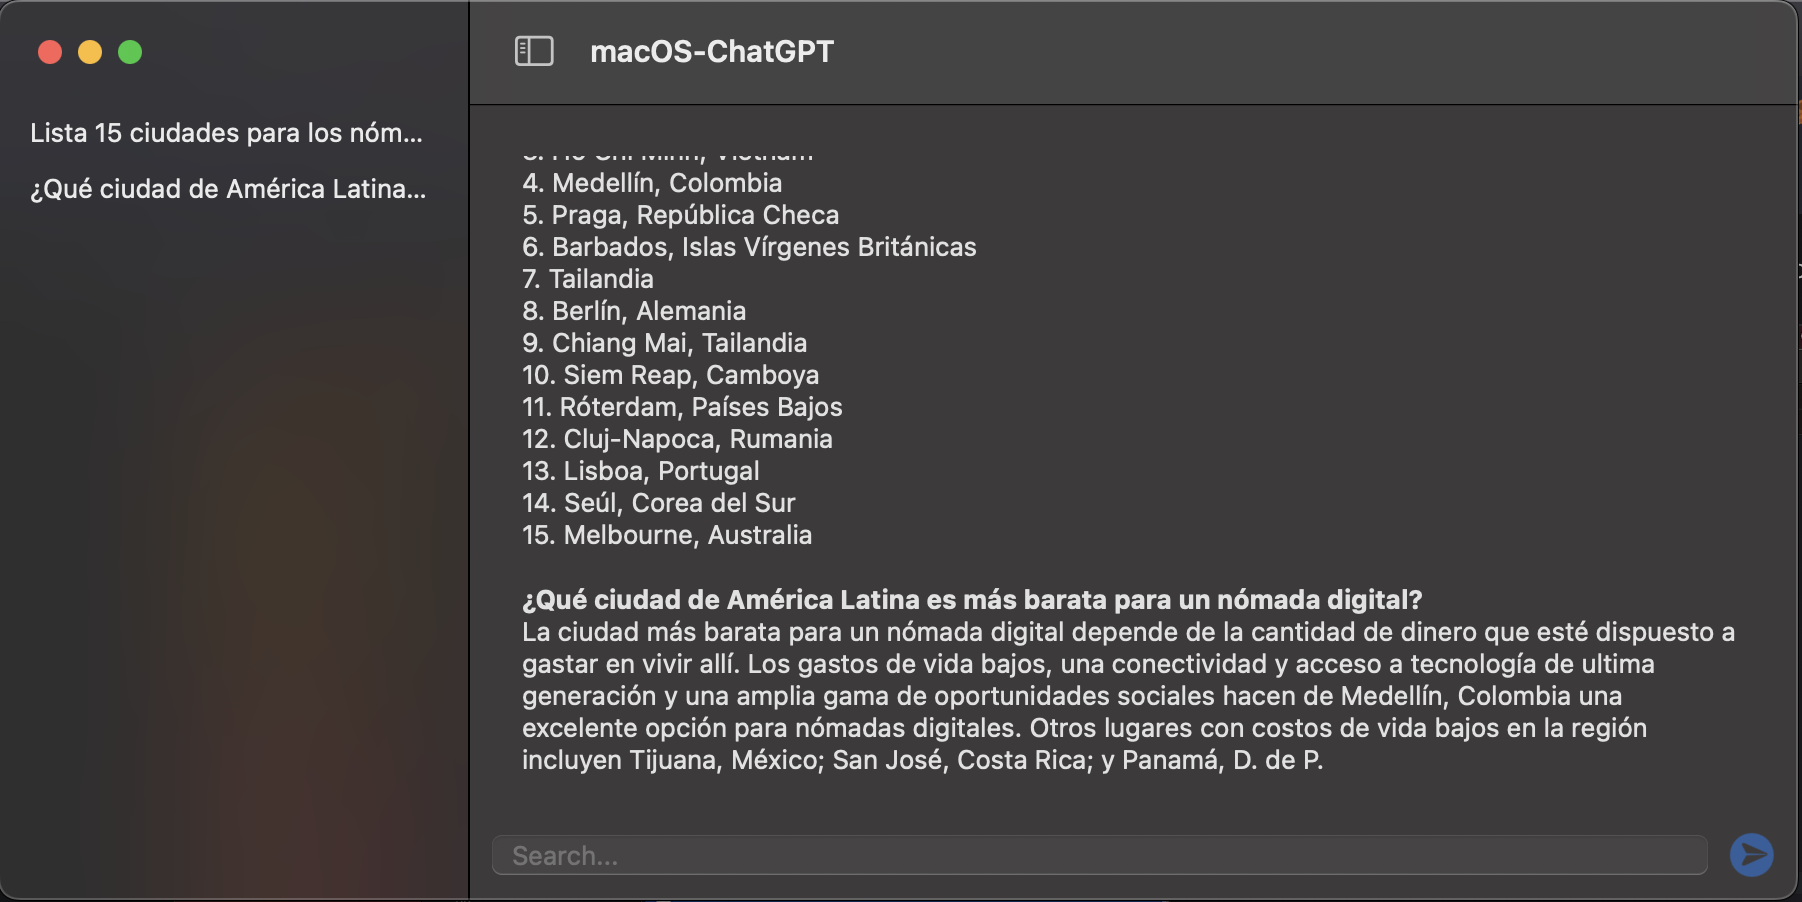 macOS-ChatGPT
Lista 15 ciudades para los nóm...
¿Qué ciudad de América Latina...
3. Ho Chi Minh, Vietnam
4. Medellín, Colombia
5. Praga, República Checa
6. Barbados, Islas Vírgenes Británicas
7. Tailandia
8. Berlín, Alemania
9. Chiang Mai, Tailandia
10. Siem Reap, Camboya
11. Róterdam, Países Bajos
12. Cluj-Napoca, Rumania
13. Lisboa, Portugal
14. Seúl, Corea del Sur
15. Melbourne, Australia
¿Qué ciudad de América Latina es más barata para un nómada digital?
La ciudad más barata para un nómada digital depende de la cantidad de dinero que esté dispuesto a
gastar en vivir allí. Los gastos de vida bajos, una conectividad y acceso a tecnología de ultima
generación y una amplia gama de oportunidades sociales hacen de Medellín, Colombia una
excelente opción para nómadas digitales. Otros lugares con costos de vida bajos en la región
incluyen Tijuana, México; San José, Costa Rica; y Panamá, D. de P.
Search...